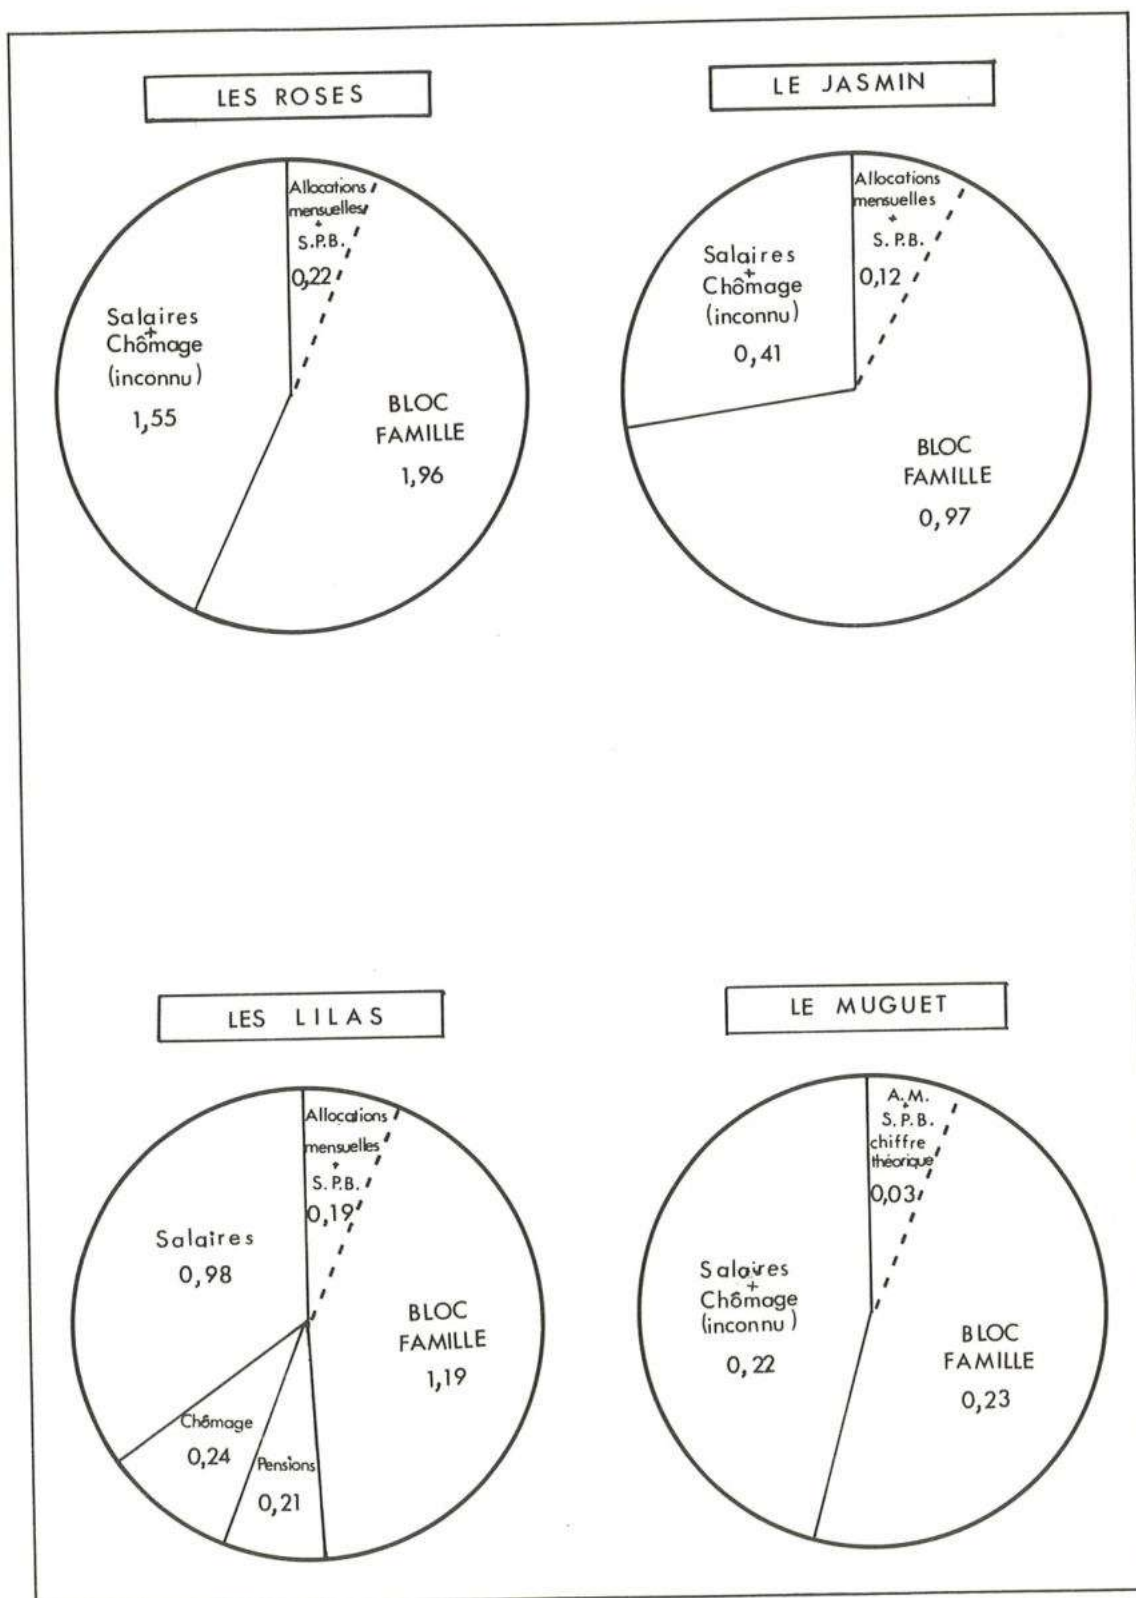 LES ROSES
Allocations
mensuelles
+
S.P.B.
0,22
Salaires
+
Chômage
(inconnu)
1,55
BLOC
FAMILLE
1,96
LE JASMIN
Allocations
mensuelles
+
S.P.B.
0,12
Salaires
+
Chômage
(inconnu)
0,41
BLOC
FAMILLE
0,97
LES LILAS
Allocations
mensuelles
+
S.P.B.
0,19
Salaires
0,98
BLOC
FAMILLE
1,19
Chômage
0,24
Pensions
0,21
LE MUGUET
A.M.
+
S.P.B.
chiffre
théorique
0,03
Salaires
+
Chômage
(inconnu)
0,22
BLOC
FAMILLE
0,23